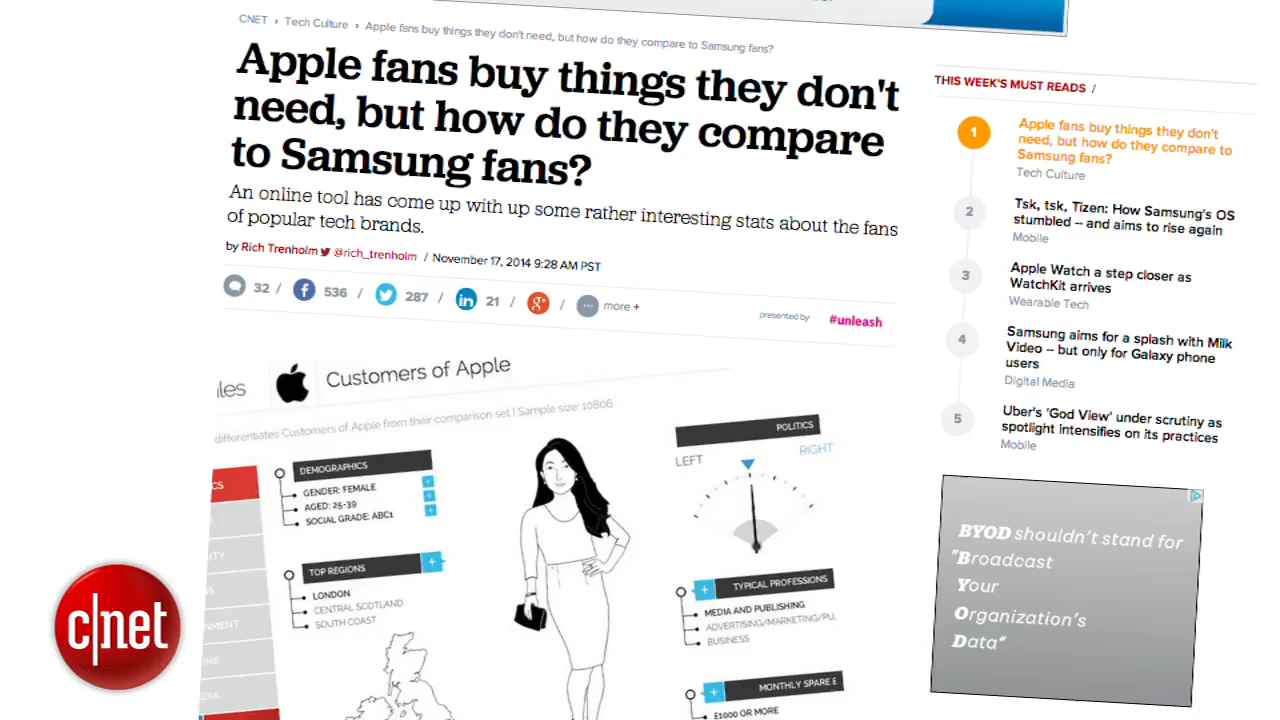 CNET › Tech Culture › Apple fans buy things they don't need, but how do they compare to Samsung fans?
Apple fans buy things they don't
need, but how do they compare
to Samsung fans?
An online tool has come up with up some rather interesting stats about the fans
of popular tech brands.
by Rich Trenholm @rich_trenholm / November 17, 2014 9:28 AM PST
32 / 536 / 287 / in 21 / g+ / ... more +
presented by #unleash
THIS WEEK'S MUST READS /
1
Apple fans buy things they don't
need, but how do they compare to
Samsung fans?
Tech Culture
2
Tsk, tsk, Tizen: How Samsung's OS
stumbled -- and aims to rise again
Mobile
3
Apple Watch a step closer as
WatchKit arrives
Wearable Tech
4
Samsung aims for a splash with Milk
Video -- but only for Galaxy phone
users
Digital Media
5
Uber's 'God View' under scrutiny as
spotlight intensifies on its practices
Mobile
Customers of Apple
differentiates Customers of Apple from their comparison set | Sample size: 10806
DEMOGRAPHICS
GENDER: FEMALE
AGED: 25-39
SOCIAL GRADE: ABC1
TOP REGIONS
LONDON
CENTRAL SCOTLAND
SOUTH COAST
POLITICS
LEFT RIGHT
TYPICAL PROFESSIONS
MEDIA AND PUBLISHING
ADVERTISING/MARKETING/PU..
BUSINESS
MONTHLY SPARE £
£1000 OR MORE
BYOD shouldn't stand for
"Broadcast
Your
Organization's
Data"
c|net